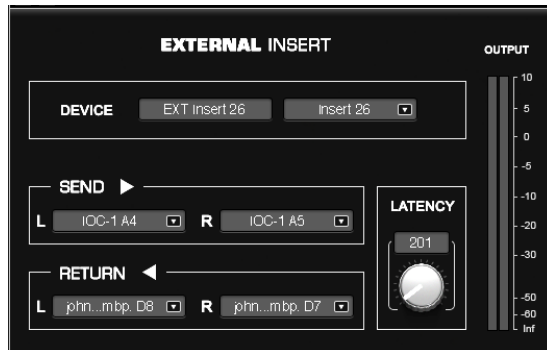 EXTERNAL INSERT
OUTPUT
DEVICE EXT Insert 26 Insert 26
SEND
L IOC-1 A4 R IOC-1 A5
RETURN
L john...mbp. D8 R john...mbp. D7
LATENCY
201
10
5
0
-5
-10
-20
-30
-50
-60
Inf